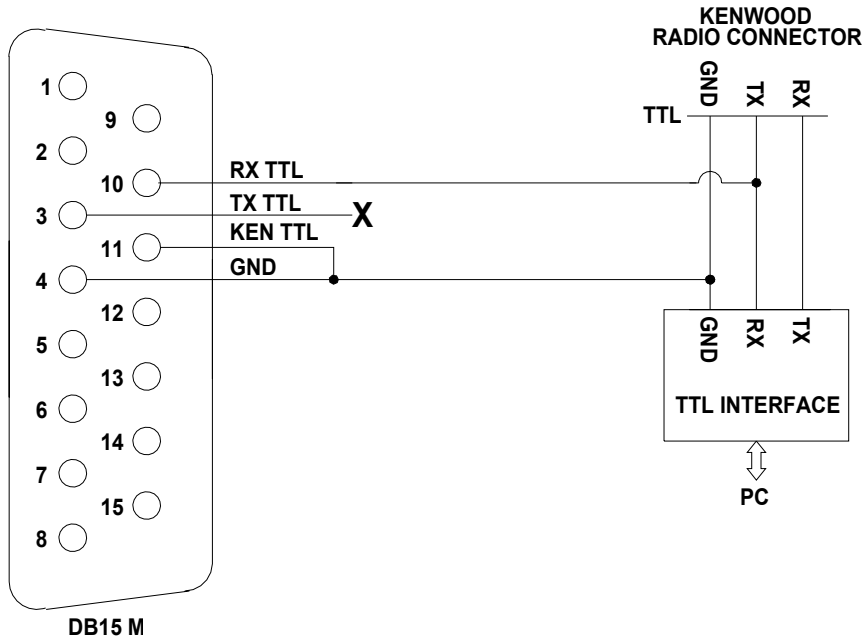 KENWOOD
RADIO CONNECTOR
GND TX RX
TTL
1
9
2
10 RX TTL
3 TX TTL X
11 KEN TTL
4 GND
12
5
13
6
14
7
15
8
GND RX TX
TTL INTERFACE
PC
DB15 M